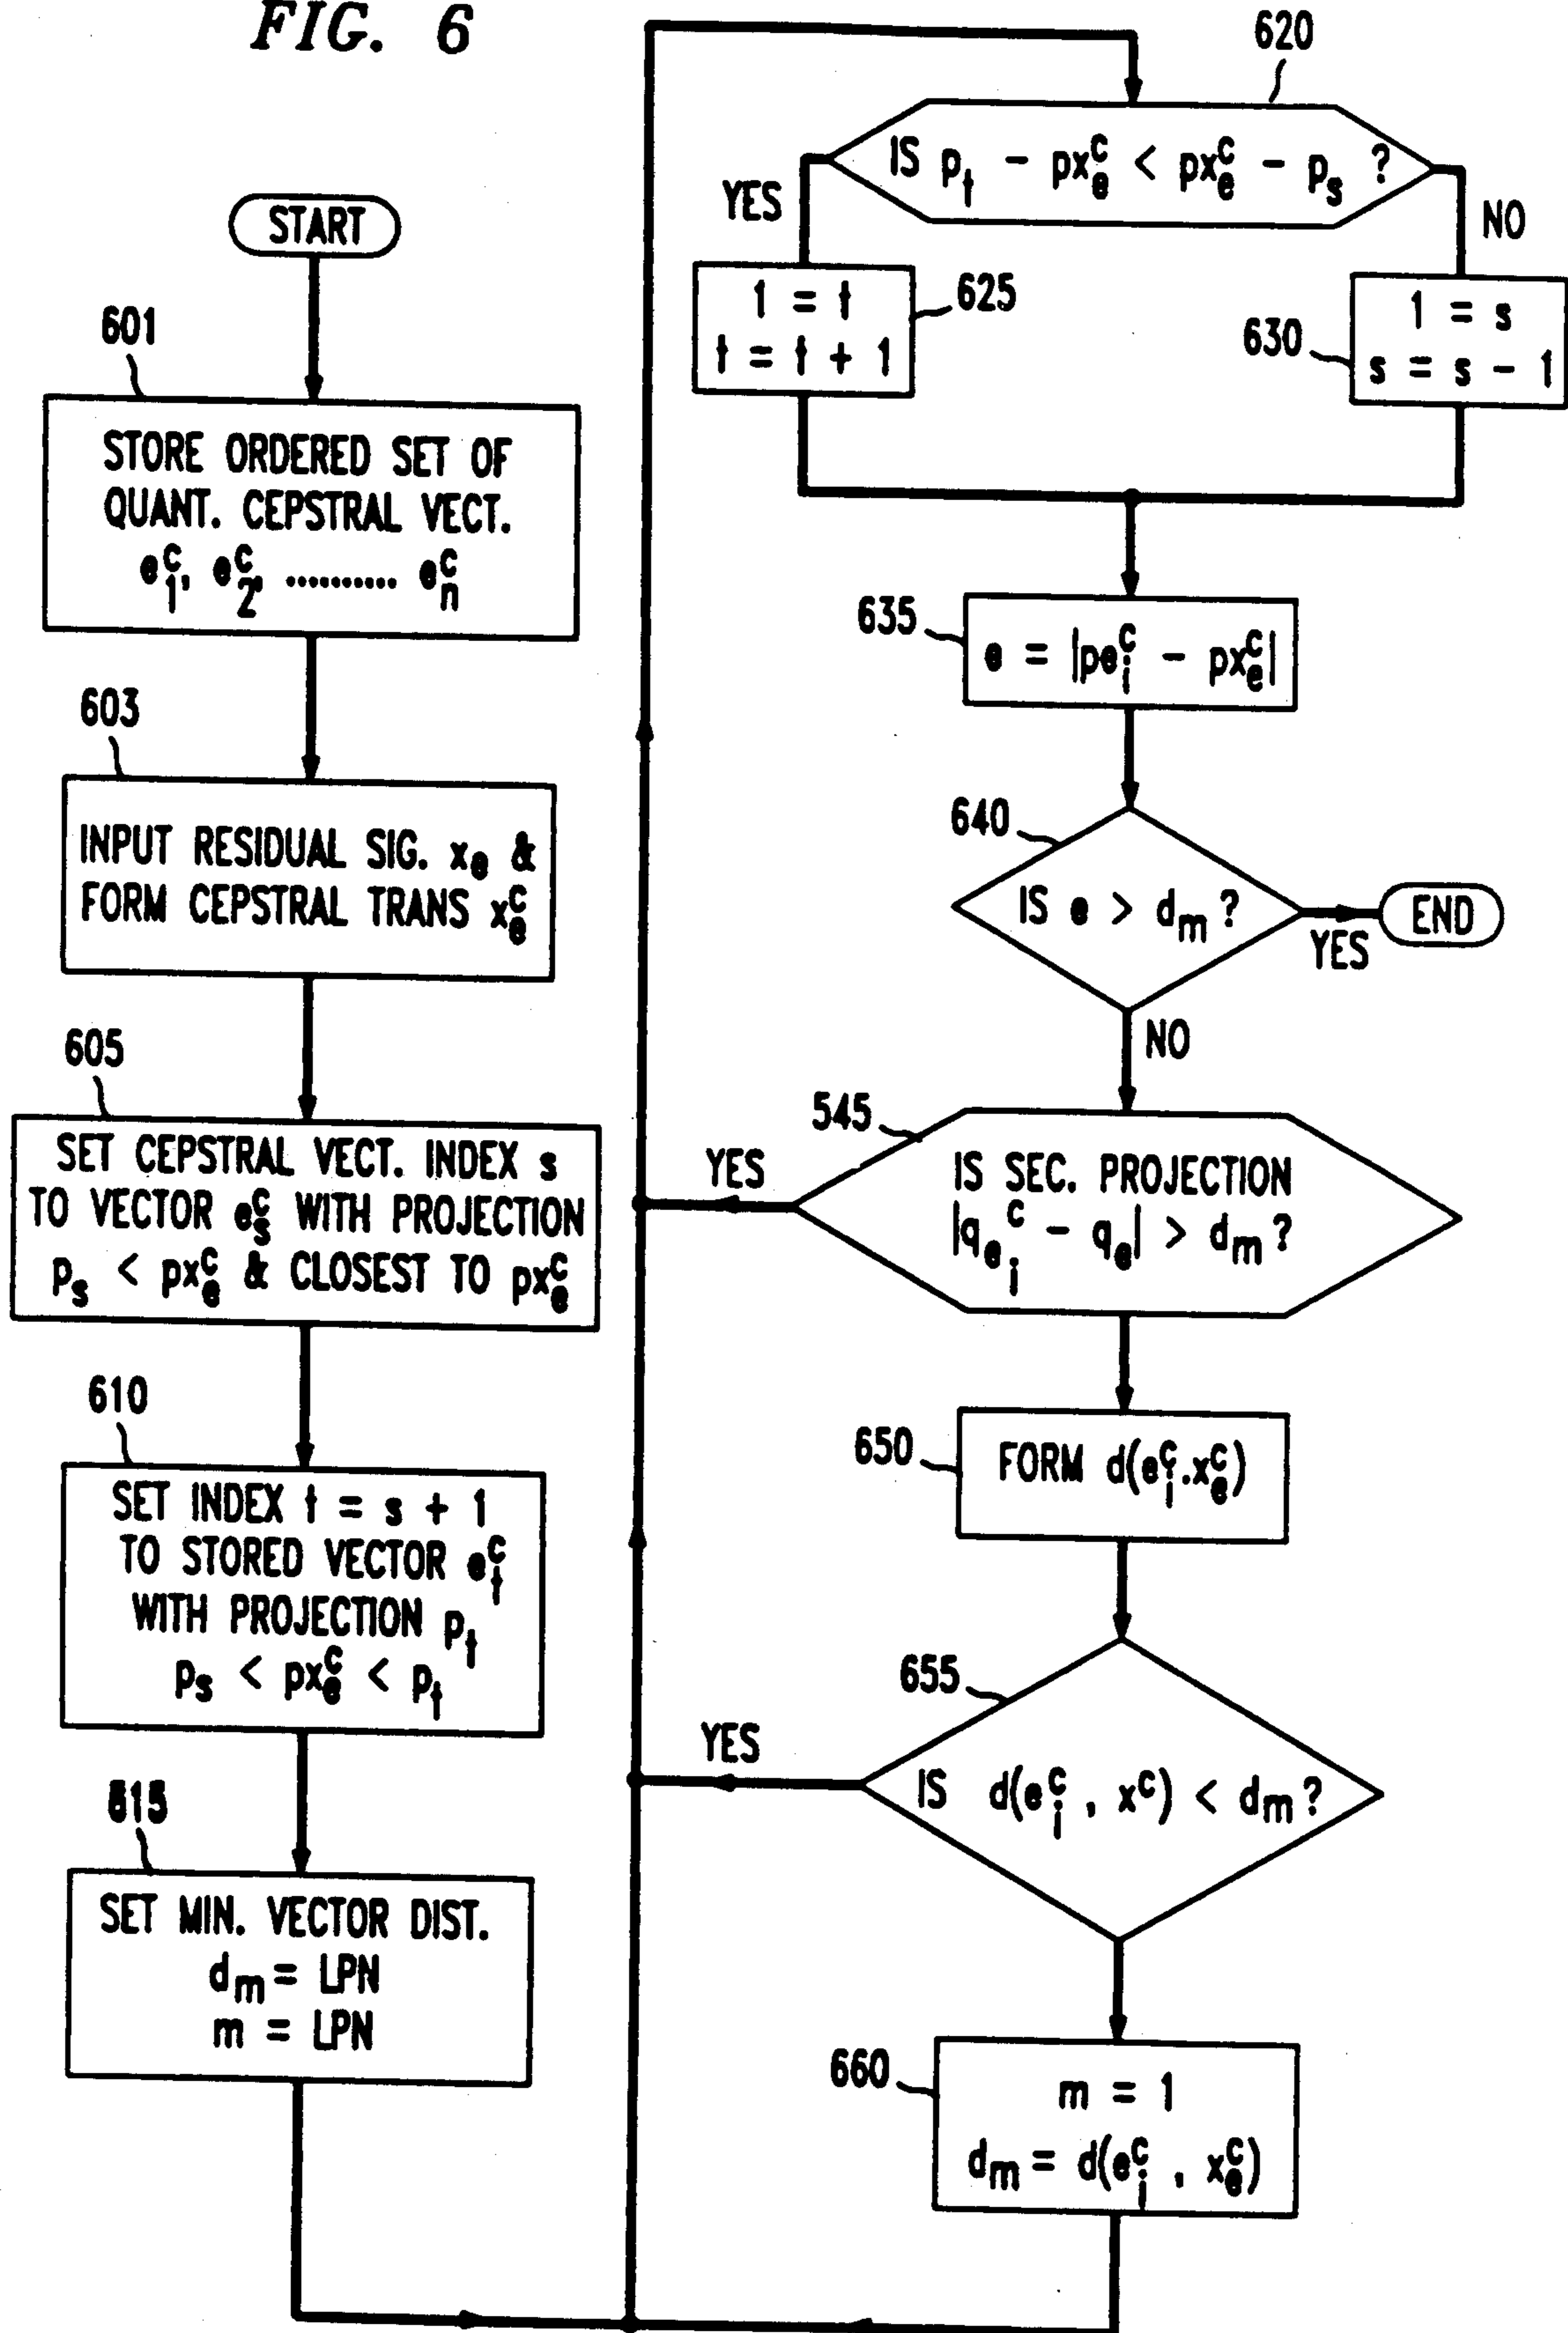 FIG. 6
START
601
STORE ORDERED SET OF
QUANT. CEPSTRAL VECT.
e₁ᶜ, e₂ᶜ, .......... eₙᶜ
603
INPUT RESIDUAL SIG. xₑ &
FORM CEPSTRAL TRANS xₑᶜ
605
SET CEPSTRAL VECT. INDEX s
TO VECTOR eₛᶜ WITH PROJECTION
pₛ < pxₑᶜ & CLOSEST TO pxₑᶜ
610
SET INDEX t = s + 1
TO STORED VECTOR eₜᶜ
WITH PROJECTION pₜ
pₛ < pxₑᶜ < pₜ
SET MIN. VECTOR DIST.
dₘ = LPN
m = LPN
620
IS pₜ - pxₑᶜ < pxₑᶜ - pₛ ?
YES
NO
625
1 = t
t = t + 1
630
1 = s
s = s - 1
635
e = |peᵢᶜ - pxₑᶜ|
640
IS e > dₘ ?
YES
END
NO
545
IS SEC. PROJECTION
|qₑᵢᶜ - qₑ| > dₘ ?
YES
650
FORM d(eᵢᶜ.xₑᶜ)
655
IS d(eᵢᶜ , xᶜ) < dₘ ?
YES
660
m = 1
dₘ = d(eᵢᶜ , xₑᶜ)